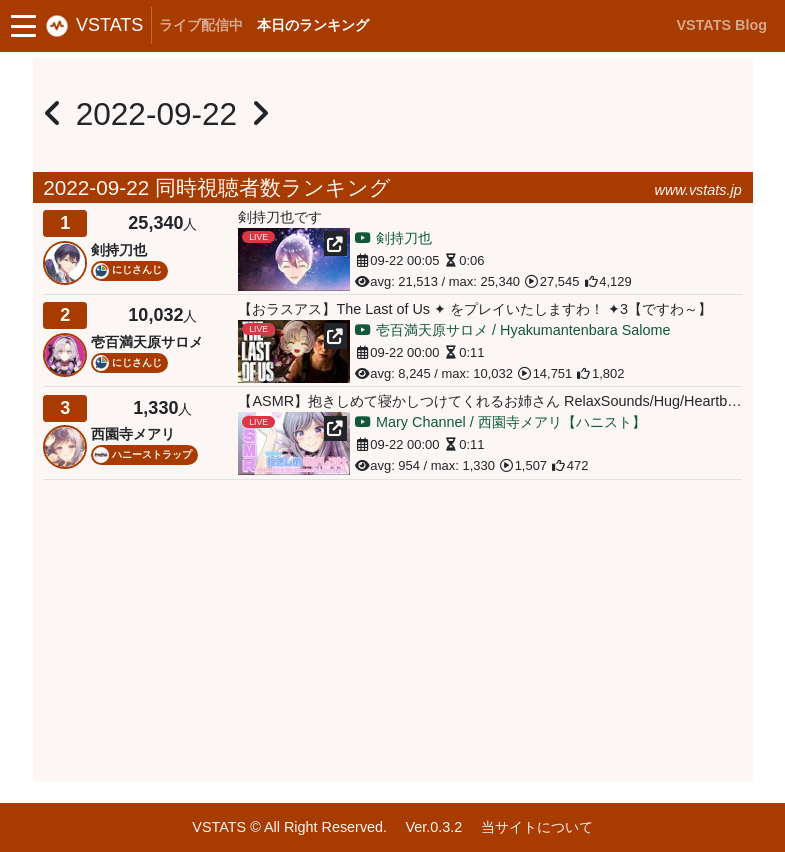 VSTATS ライブ配信中 本日のランキング VSTATS Blog
2022-09-22
2022-09-22 同時視聴者数ランキング www.vstats.jp
1 25,340人
剣持刀也
にじさんじ
剣持刀也です
LIVE
剣持刀也
09-22 00:05 0:06
avg: 21,513 / max: 25,340 27,545 4,129
2 10,032人
壱百満天原サロメ
にじさんじ
【おラスアス】The Last of Us ✦ をプレイいたしますわ！ ✦3【ですわ～】
LIVE
THE LAST OF US
壱百満天原サロメ / Hyakumantenbara Salome
09-22 00:00 0:11
avg: 8,245 / max: 10,032 14,751 1,802
3 1,330人
西園寺メアリ
ハニーストラップ
【ASMR】抱きしめて寝かしつけてくれるお姉さん RelaxSounds/Hug/Heartb…
LIVE
Mary Channel / 西園寺メアリ【ハニスト】
09-22 00:00 0:11
avg: 954 / max: 1,330 1,507 472
VSTATS © All Right Reserved. Ver.0.3.2 当サイトについて